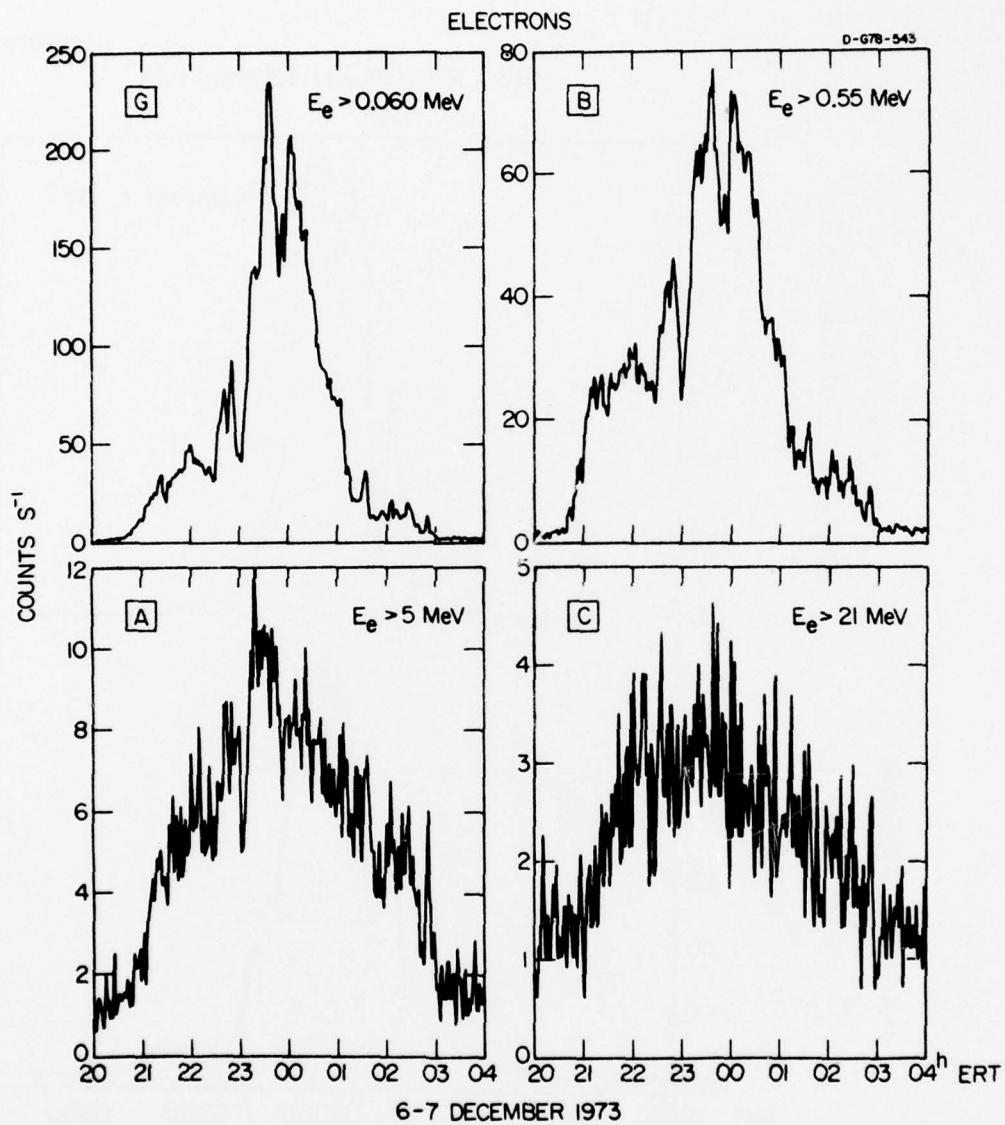 ELECTRONS
D-G78-543
COUNTS S⁻¹
G
Eₑ > 0.060 MeV
250
200
150
100
50
0
B
Eₑ > 0.55 MeV
80
60
40
20
0
A
Eₑ > 5 MeV
12
10
8
6
4
2
0
20 21 22 23 00 01 02 03 04
C
Eₑ > 21 MeV
5
4
3
2
1
0
20 21 22 23 00 01 02 03 04ʰ ERT
6-7 DECEMBER 1973